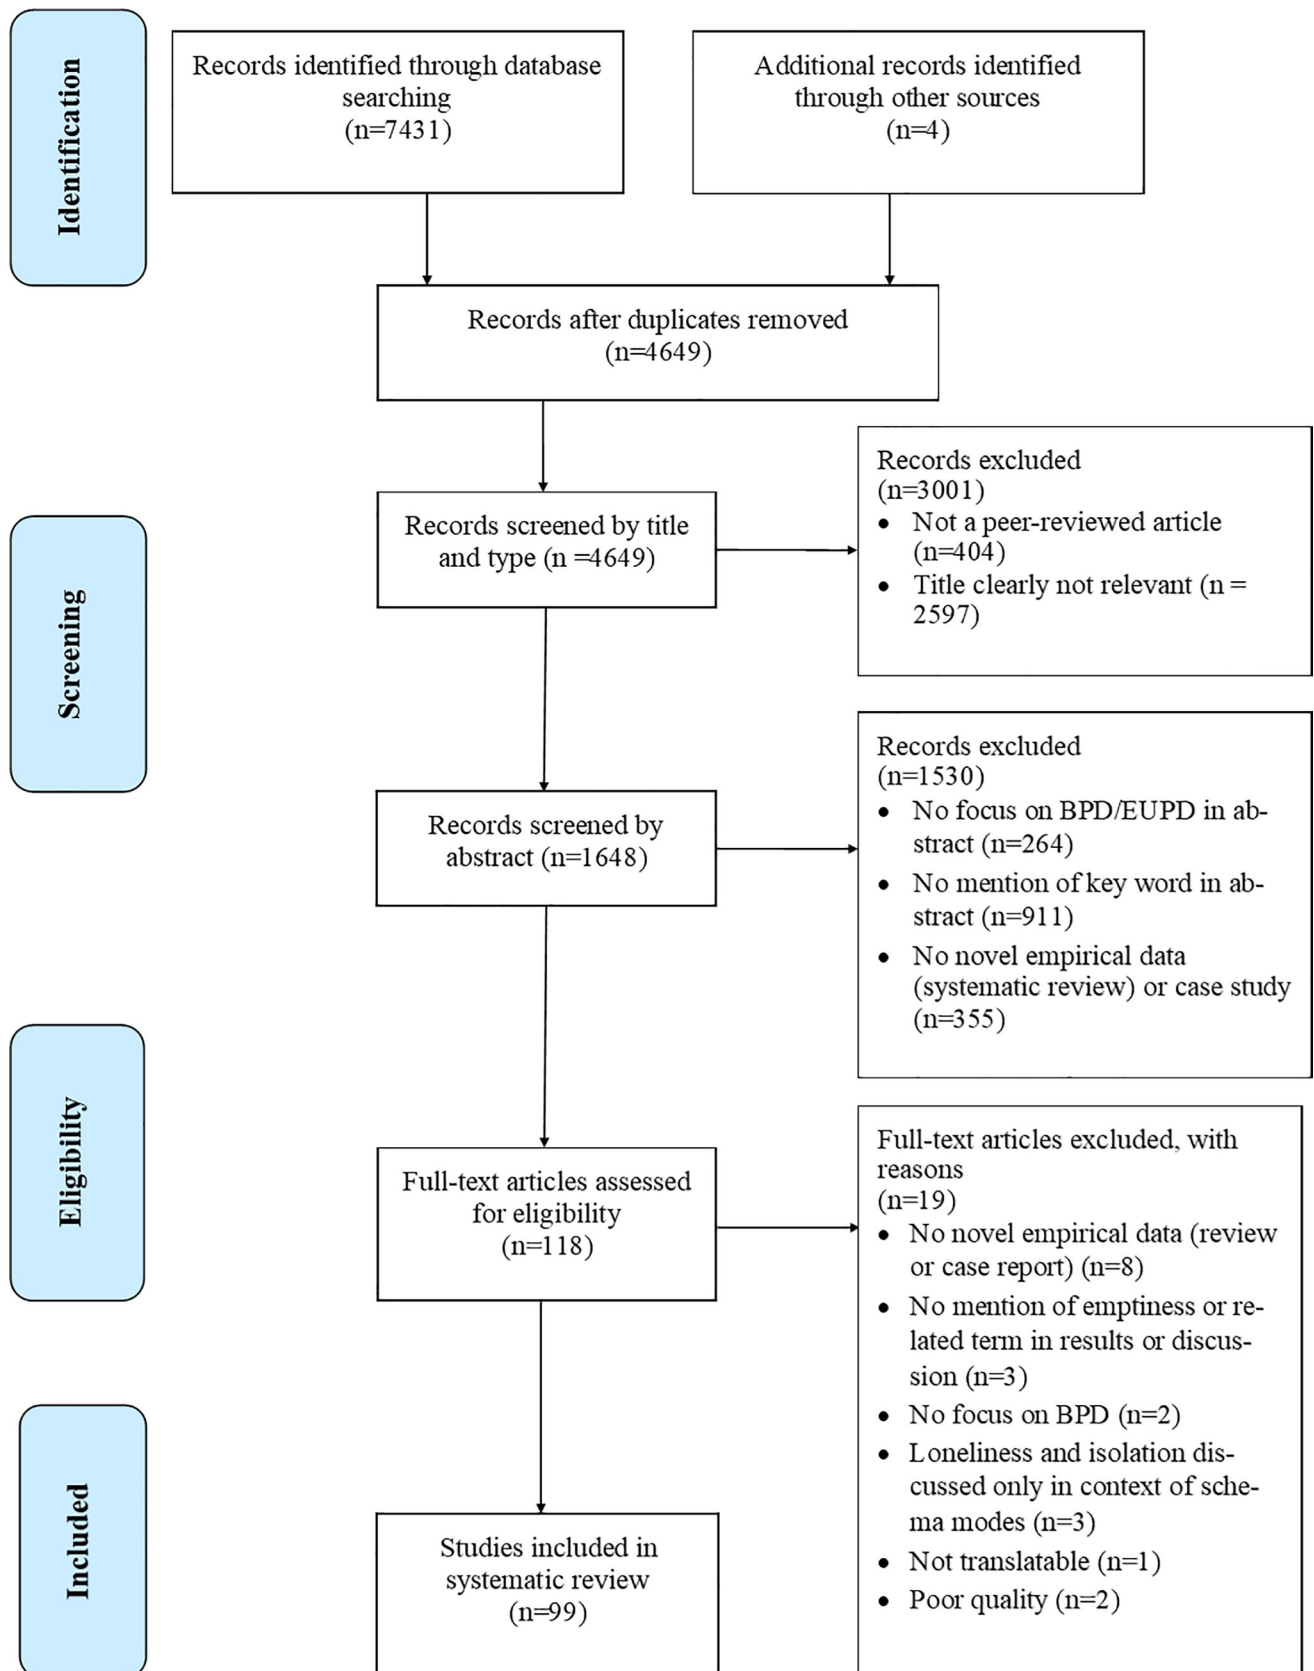 Identification
Records identified through database
searching
(n=7431)
Additional records identified
through other sources
(n=4)
Records after duplicates removed
(n=4649)
Screening
Records screened by title
and type (n =4649)
Records excluded
(n=3001)
• Not a peer-reviewed article
(n=404)
• Title clearly not relevant (n =
2597)
Records screened by
abstract (n=1648)
Records excluded
(n=1530)
• No focus on BPD/EUPD in ab-
stract (n=264)
• No mention of key word in ab-
stract (n=911)
• No novel empirical data
(systematic review) or case study
(n=355)
Eligibility
Full-text articles assessed
for eligibility
(n=118)
Full-text articles excluded, with
reasons
(n=19)
• No novel empirical data (review
or case report) (n=8)
• No mention of emptiness or re-
lated term in results or discus-
sion (n=3)
• No focus on BPD (n=2)
• Loneliness and isolation dis-
cussed only in context of sche-
ma modes (n=3)
• Not translatable (n=1)
• Poor quality (n=2)
Included
Studies included in
systematic review
(n=99)